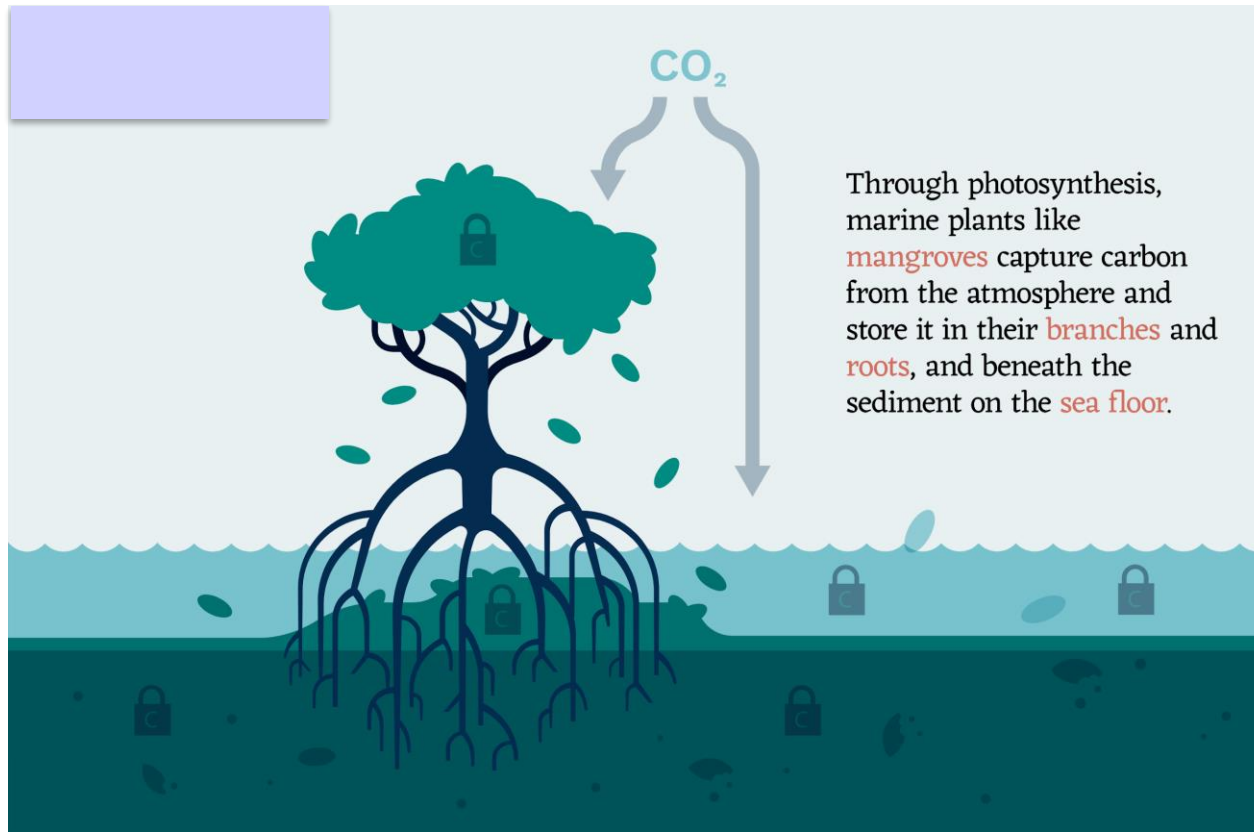 CO₂
Through photosynthesis,
marine plants like
mangroves capture carbon
from the atmosphere and
store it in their branches and
roots, and beneath the
sediment on the sea floor.
C
C
C
C
C
C